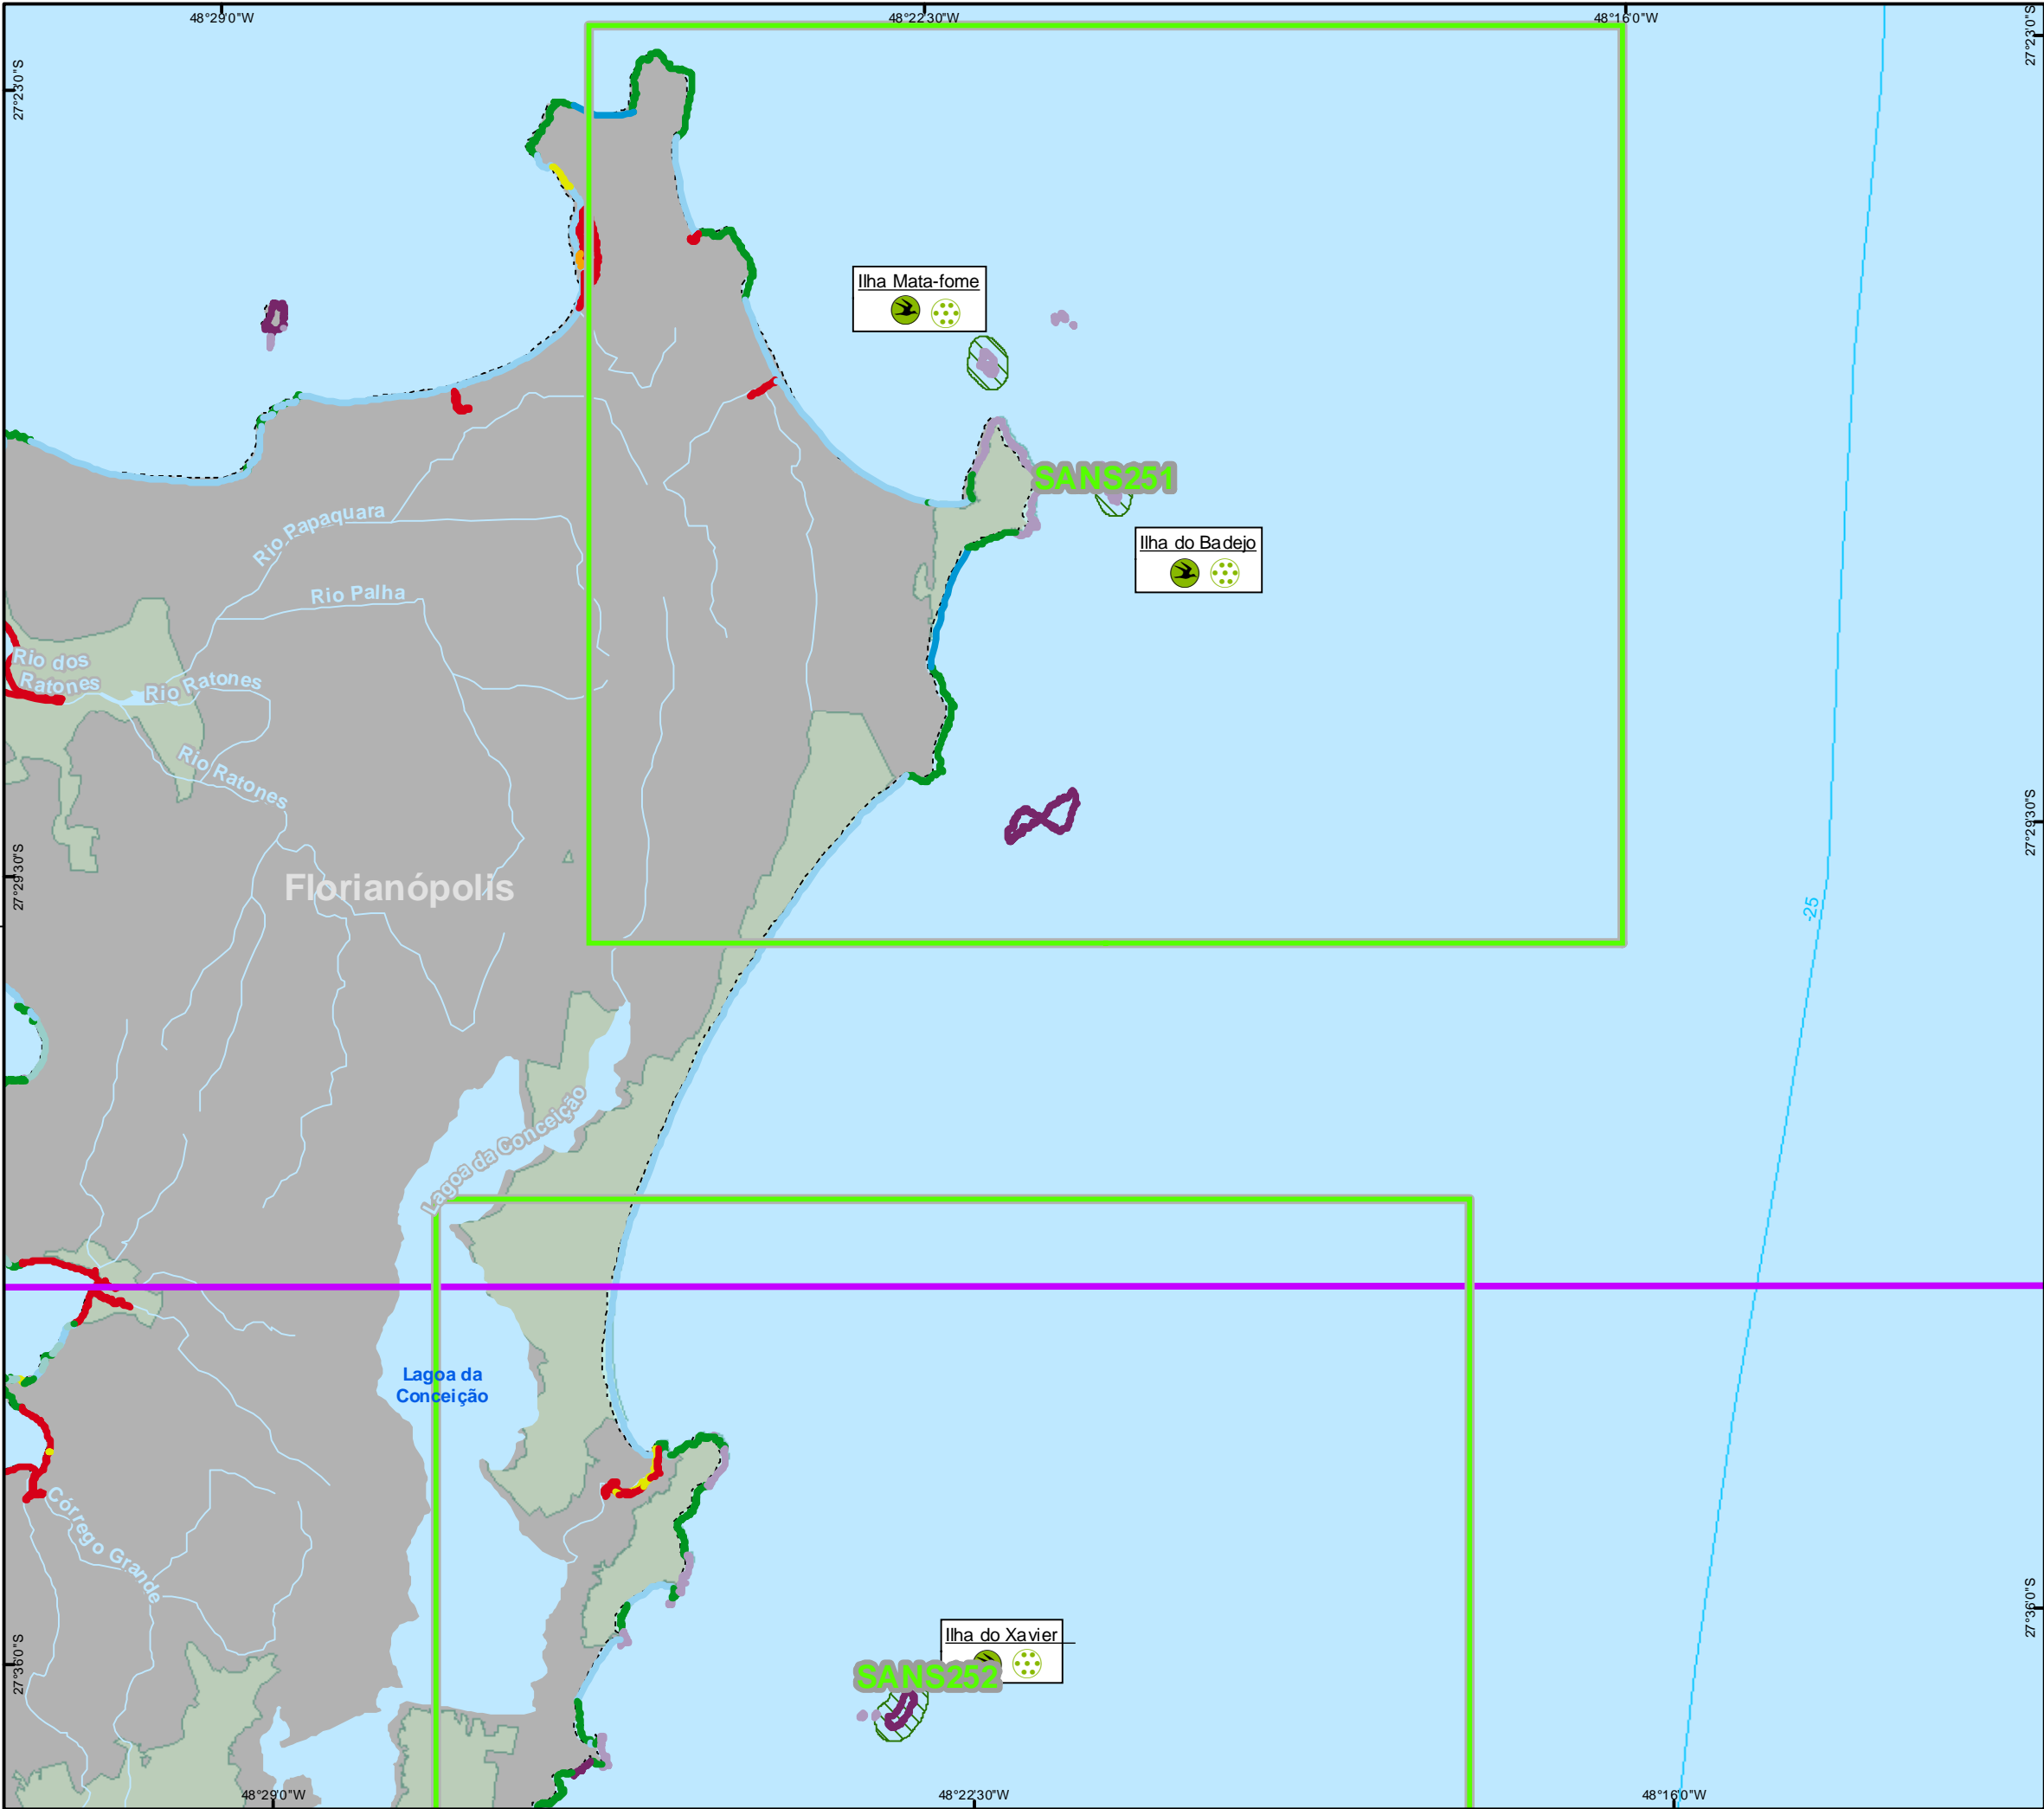 48°29'0"W
48°22'30"W
48°16'0"W
27°23'0"S
27°23'0"S
Ilha Mata-fome
SANS251
Ilha do Badejo
Rio Papaquara
Rio Palha
Rio dos
Ratones
Rio Ratones
Rio Ratones
27°29'30"S
27°29'30"S
Florianópolis
-25
Lagoa da Conceição
Lagoa da
Conceição
Córrego Grande
27°36'0"S
27°36'0"S
Ilha do Xavier
SANS252
48°29'0"W
48°22'30"W
48°16'0"W